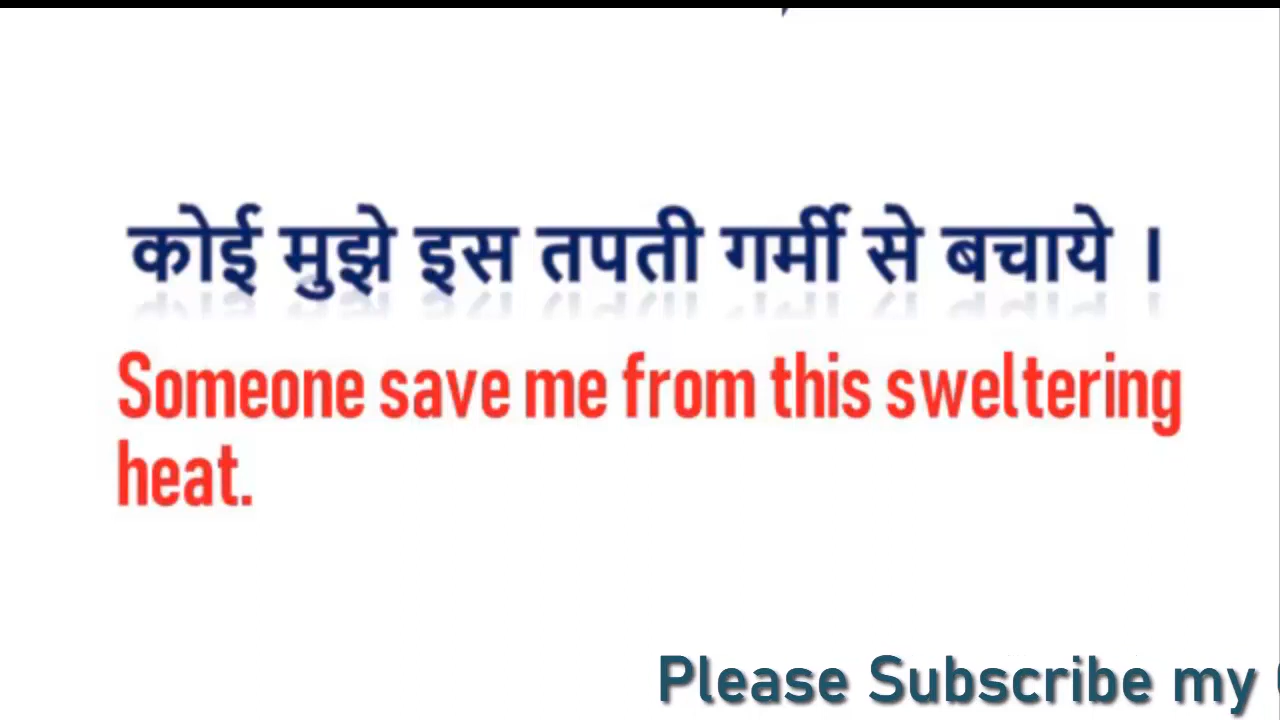 कोई मुझे इस तपती गर्मी से बचाये ।
Someone save me from this sweltering
heat.
Please Subscribe my